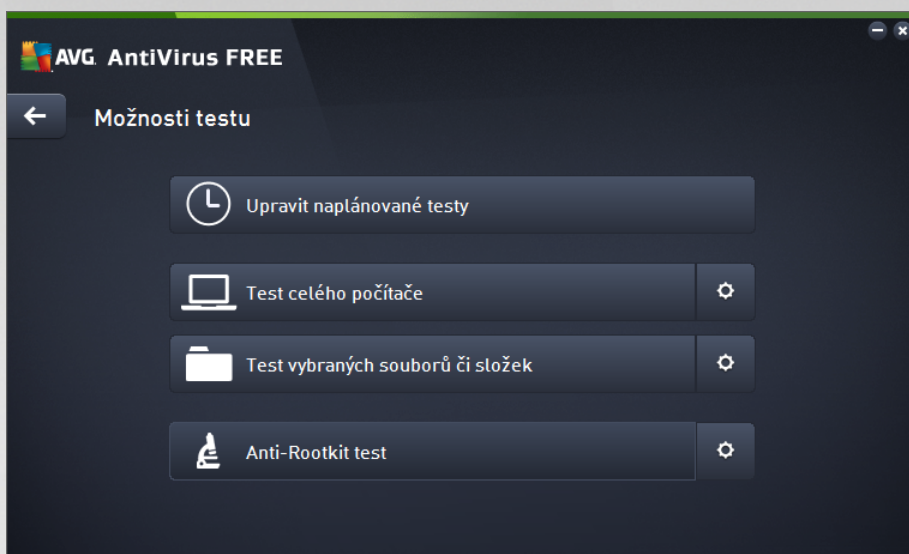 AVG. AntiVirus FREE
Možnosti testu
Upravit naplánované testy
Test celého počítače
Test vybraných souborů či složek
Anti-Rootkit test